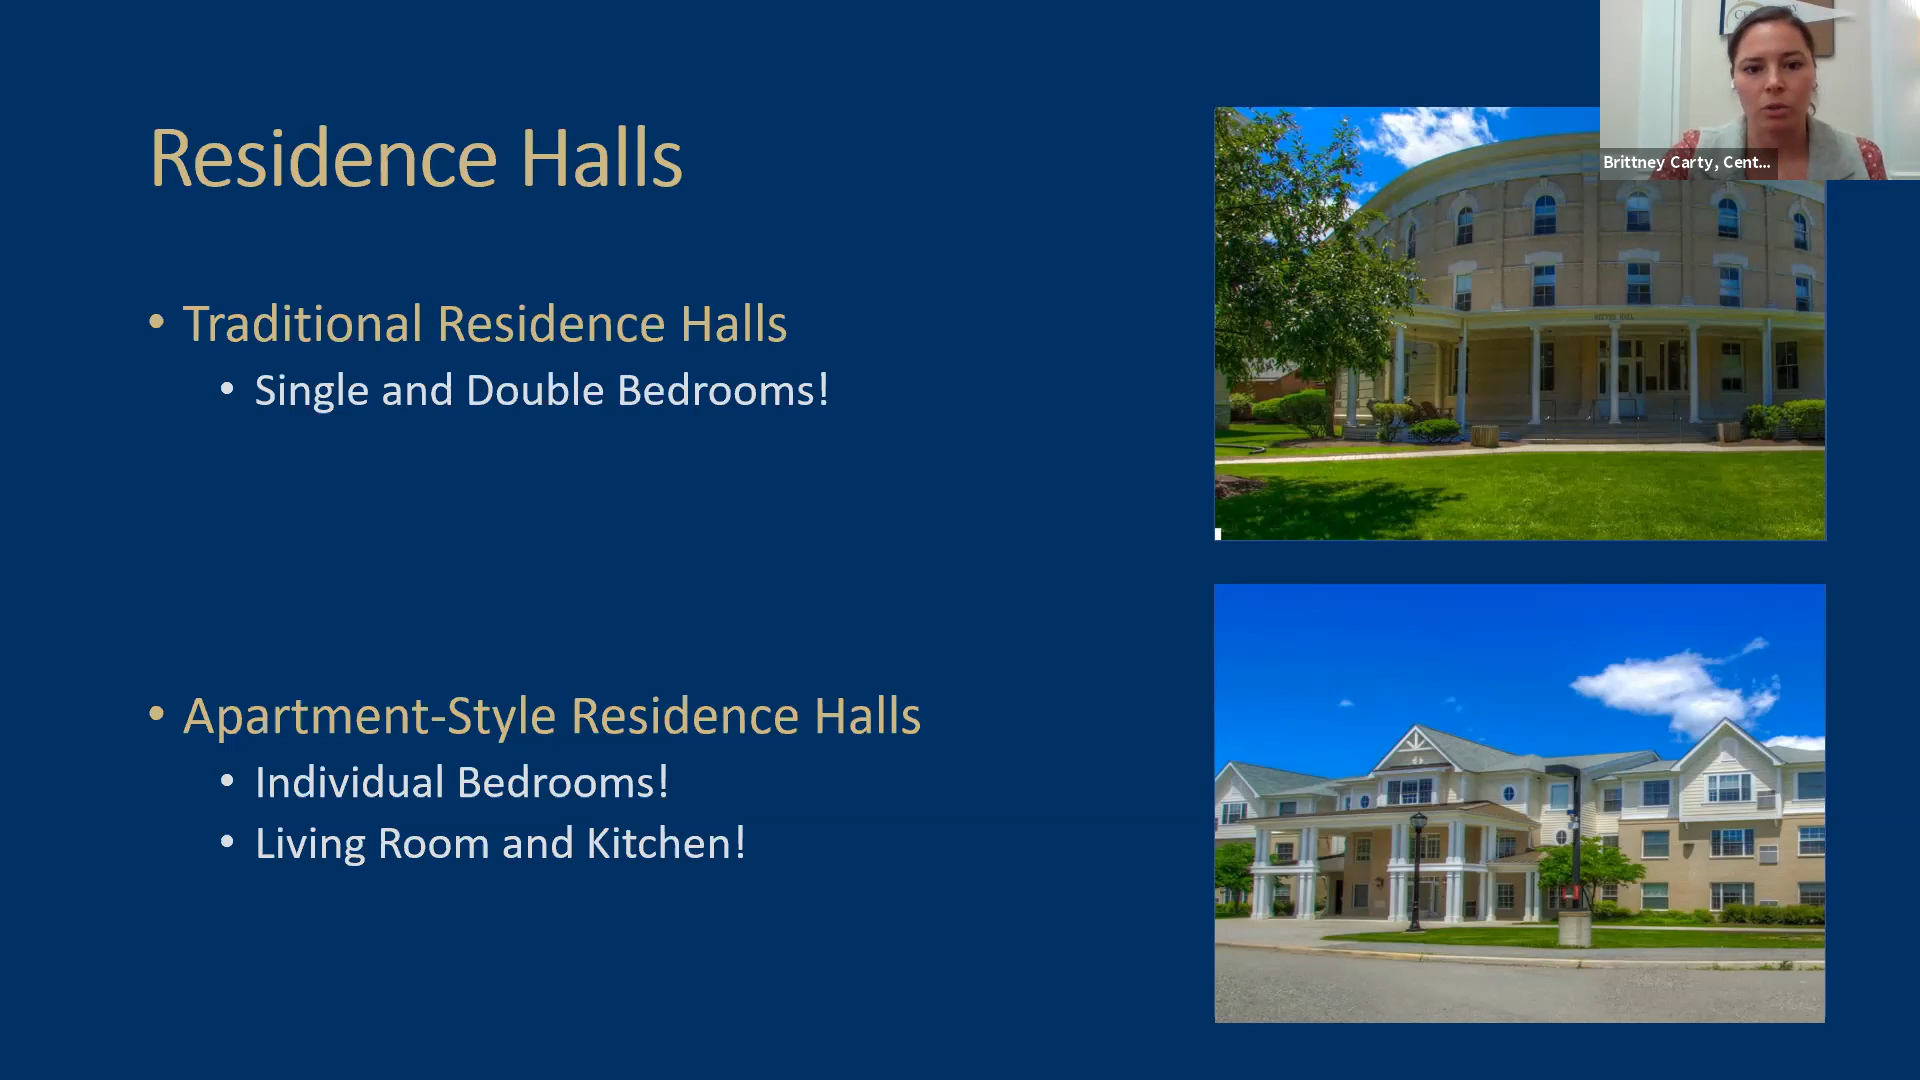 Residence Halls
• Traditional Residence Halls
• Single and Double Bedrooms!
• Apartment-Style Residence Halls
• Individual Bedrooms!
• Living Room and Kitchen!
Brittney Carty, Cent...